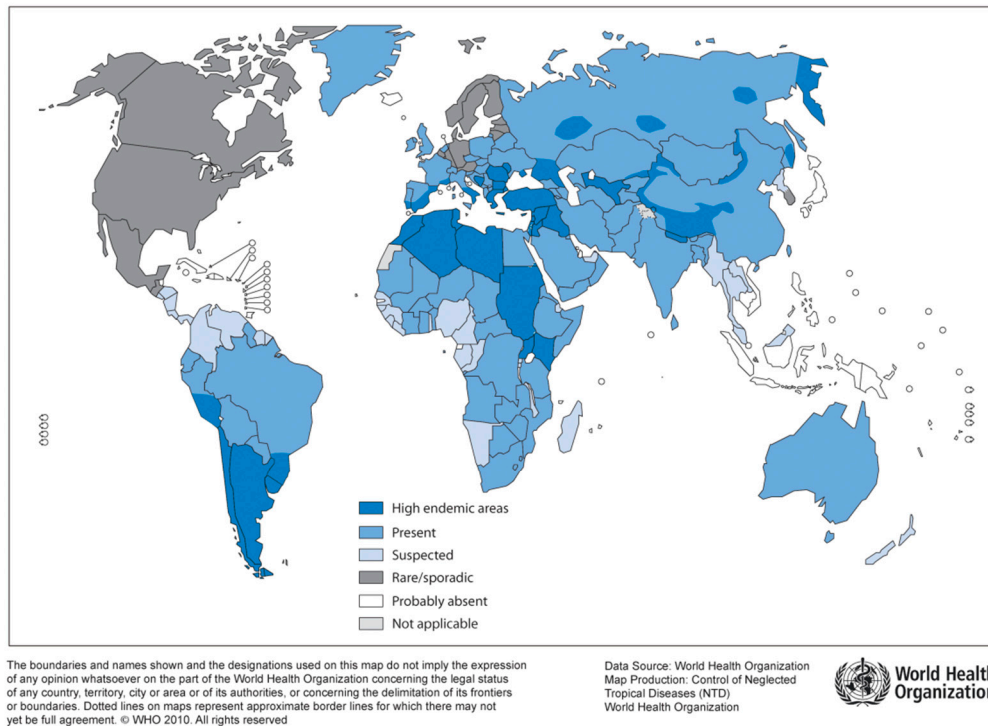 High endemic areas
Present
Suspected
Rare/sporadic
Probably absent
Not applicable
The boundaries and names shown and the designations used on this map do not imply the expression
of any opinion whatsoever on the part of the World Health Organization concerning the legal status
of any country, territory, city or area or of its authorities, or concerning the delimitation of its frontiers
or boundaries. Dotted lines on maps represent approximate border lines for which there may not
yet be full agreement. © WHO 2010. All rights reserved
Data Source: World Health Organization
Map Production: Control of Neglected
Tropical Diseases (NTD)
World Health Organization
World Health
Organization